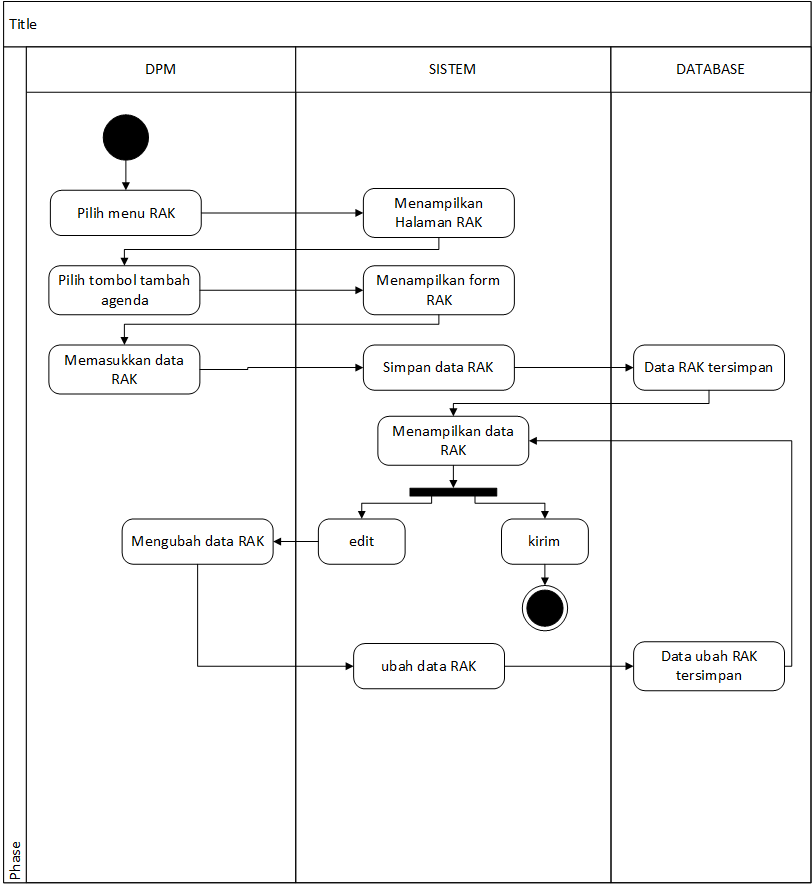 Title
DPM
SISTEM
DATABASE
Pilih menu RAK
Menampilkan
Halaman RAK
Pilih tombol tambah
agenda
Menampilkan form
RAK
Memasukkan data
RAK
Simpan data RAK
Data RAK tersimpan
Menampilkan data
RAK
Mengubah data RAK
edit
kirim
ubah data RAK
Data ubah RAK
tersimpan
Phase